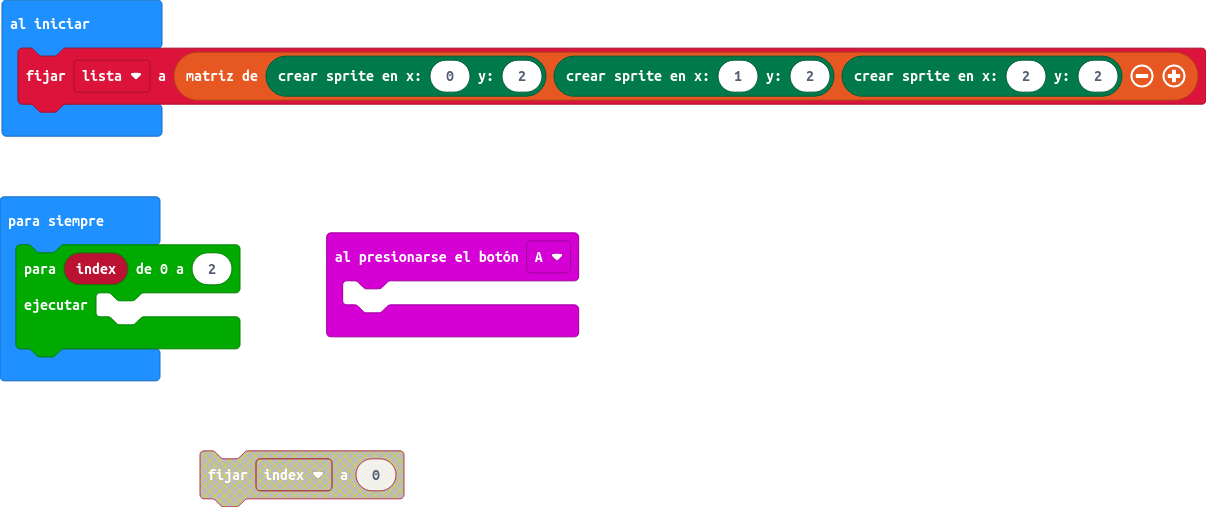 al iniciar
fijar lista a matriz de crear sprite en x: 0 y: 2 crear sprite en x: 1 y: 2 crear sprite en x: 2 y: 2
para siempre
para index de 0 a 2
ejecutar
al presionarse el botón A
fijar index a 0